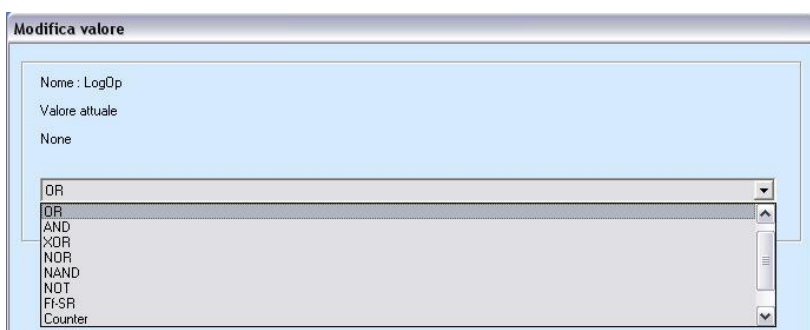 Modifica valore
Nome : LogOp
Valore attuale
None
OR
OR
AND
XOR
NOR
NAND
NOT
Ff-SR
Counter